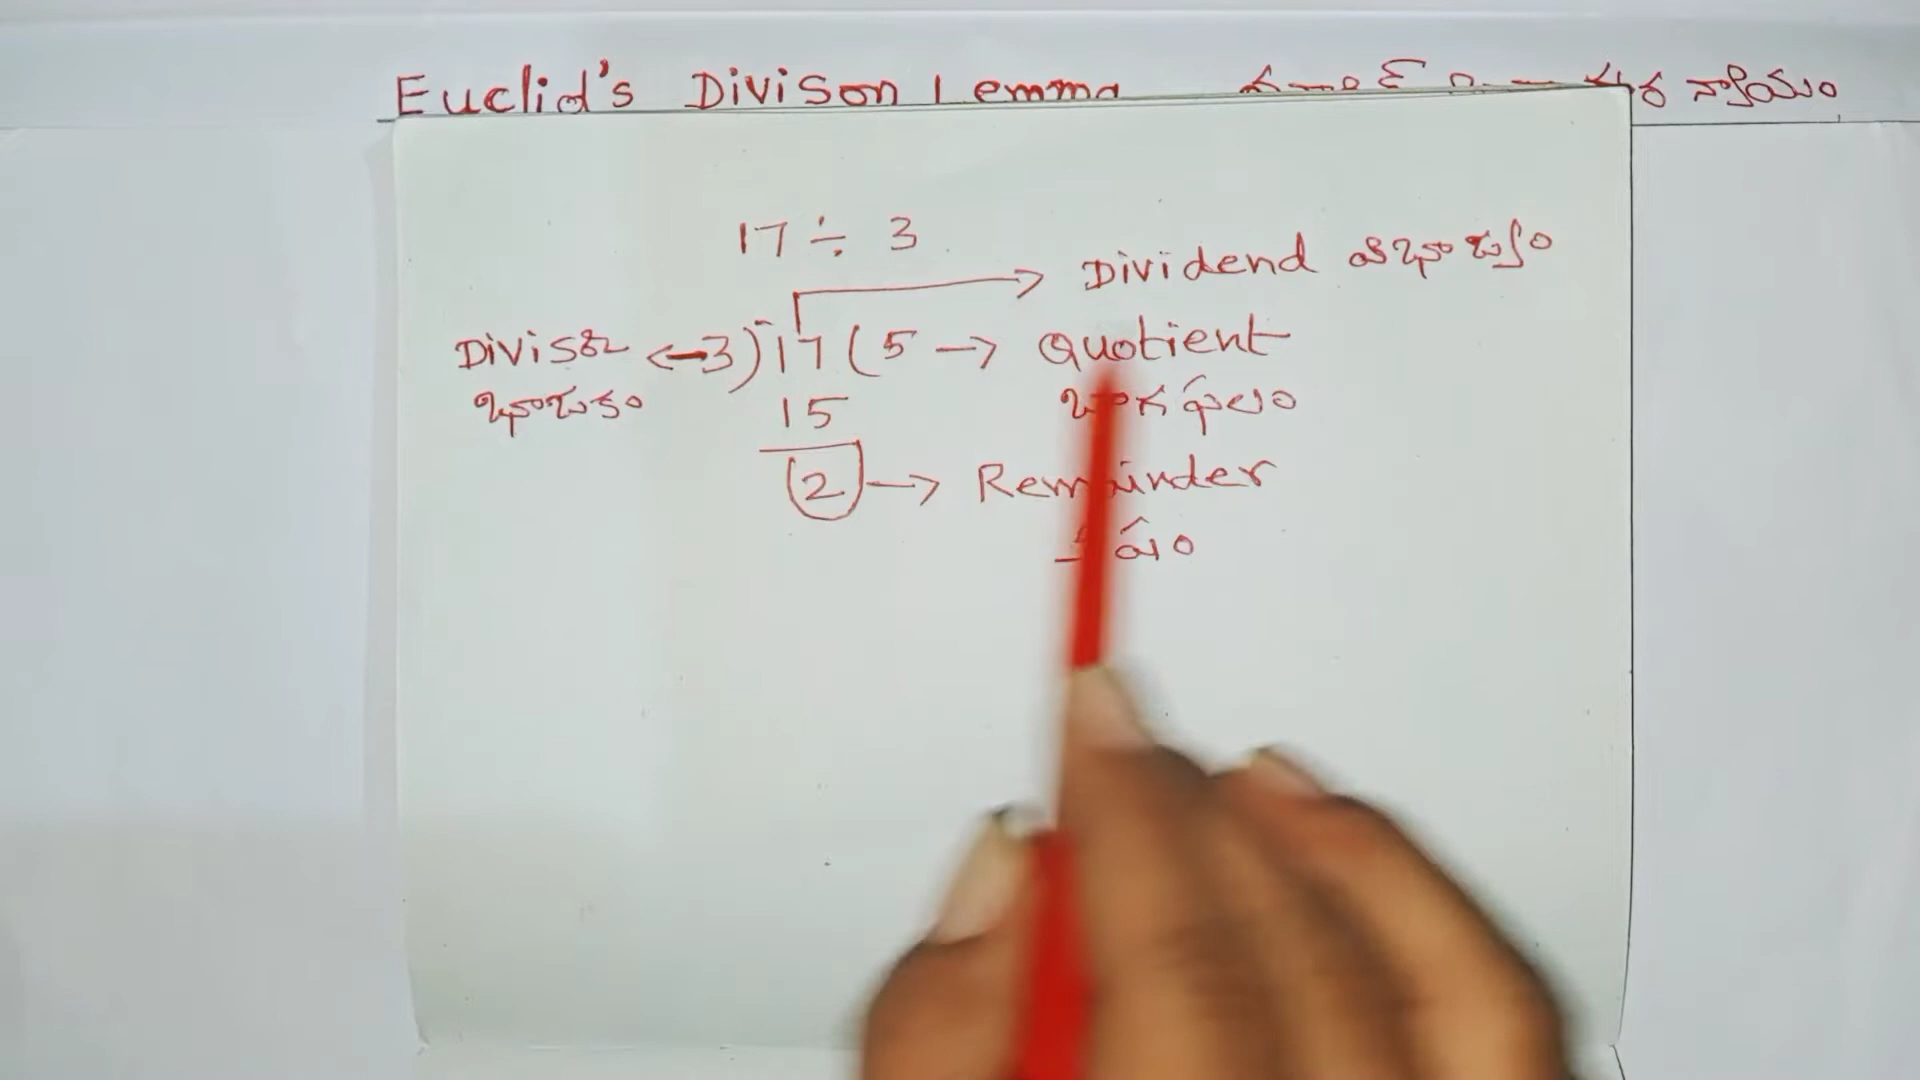 Euclid's Divison Lemma న్యాయం
17 ÷ 3
Dividend విభాజ్యం
Divisor ← 3) 17 ( 5 → Quotient
భాజకం 15 భాగఫలం
2 → Remainder